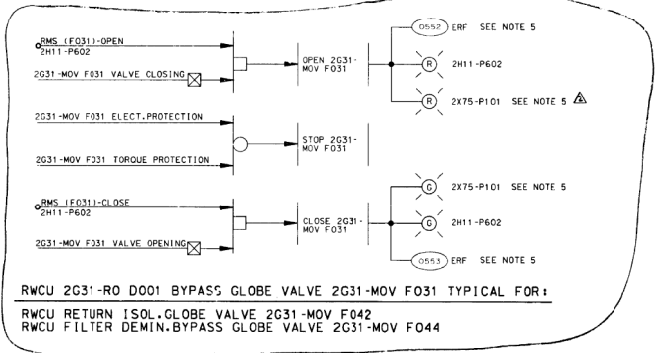 0552 ERF SEE NOTE 5
RMS (F031)-OPEN
2H11-P602
OPEN 2G31-
MOV F031
R 2H11-P602
2G31-MOV F031 VALVE CLOSING
R 2X75-P101 SEE NOTE 5 2
2G31-MOV F031 ELECT.PROTECTION
STOP 2G31-
MOV F031
2G31-MOV F031 TORQUE PROTECTION
G 2X75-P101 SEE NOTE 5
RMS (F031)-CLOSE
2H11-P602
CLOSE 2G31-
MOV F031
G 2H11-P602
2G31-MOV F031 VALVE OPENING
0553 ERF SEE NOTE 5
RWCU 2G31-RO D001 BYPASS GLOBE VALVE 2G31-MOV F031 TYPICAL FOR:
RWCU RETURN ISOL.GLOBE VALVE 2G31-MOV F042
RWCU FILTER DEMIN.BYPASS GLOBE VALVE 2G31-MOV F044